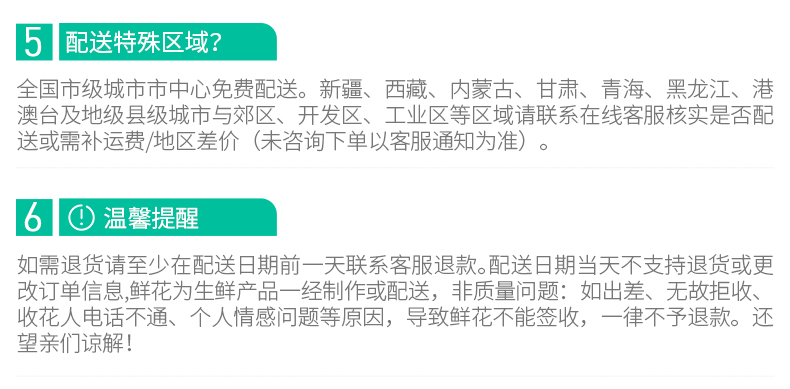 5 配送特殊区域?
全国市级城市市中心免费配送。新疆、西藏、内蒙古、甘肃、青海、黑龙江、港
澳台及地级县级城市与郊区、开发区、工业区等区域请联系在线客服核实是否配
送或需补运费/地区差价（未咨询下单以客服通知为准）。
6 温馨提醒
如需退货请至少在配送日期前一天联系客服退款。配送日期当天不支持退货或更
改订单信息,鲜花为生鲜产品一经制作或配送，非质量问题：如出差、无故拒收、
收花人电话不通、个人情感问题等原因，导致鲜花不能签收，一律不予退款。还
望亲们谅解！